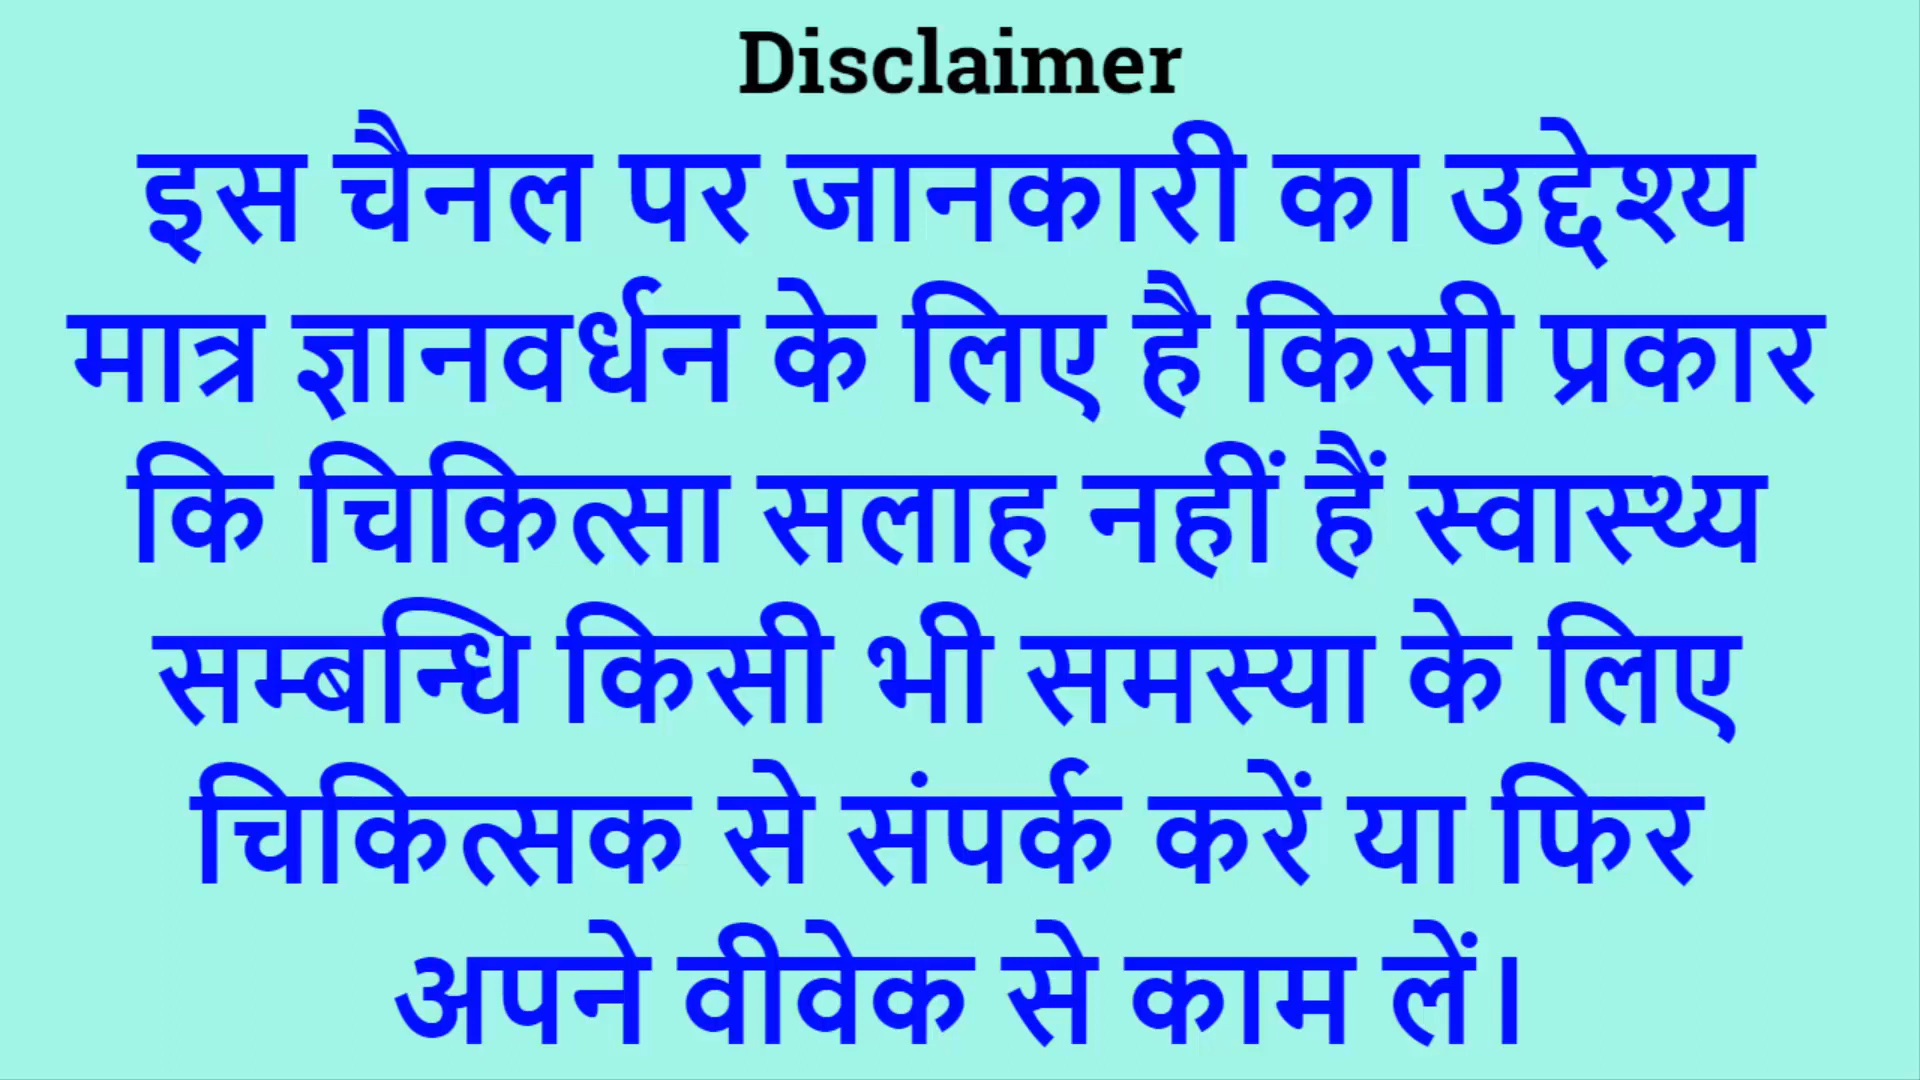 Disclaimer
इस चैनल पर जानकारी का उद्देश्य
मात्र ज्ञानवर्धन के लिए है किसी प्रकार
कि चिकित्सा सलाह नहीं हैं स्वास्थ्य
सम्बन्धि किसी भी समस्या के लिए
चिकित्सक से संपर्क करें या फिर
अपने वीवेक से काम लें।